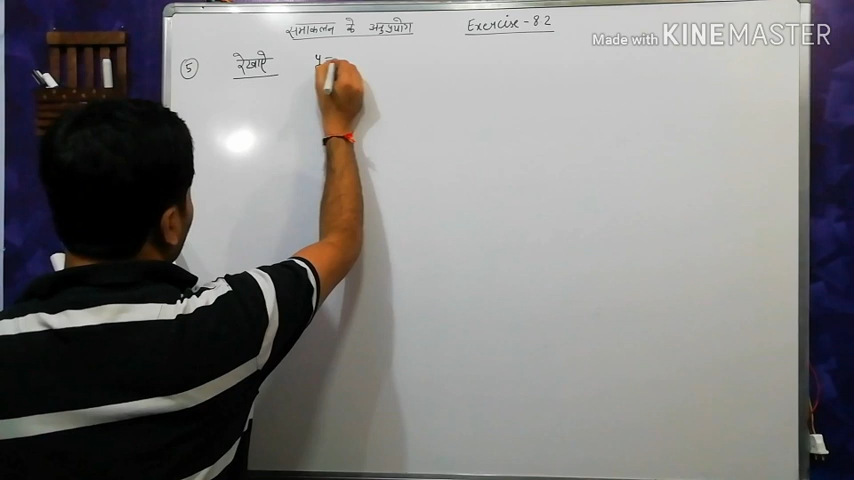 समाकलन के अनुप्रयोग Exercise - 8.2
Made with KINEMASTER
⑤ रेखाऐ y =